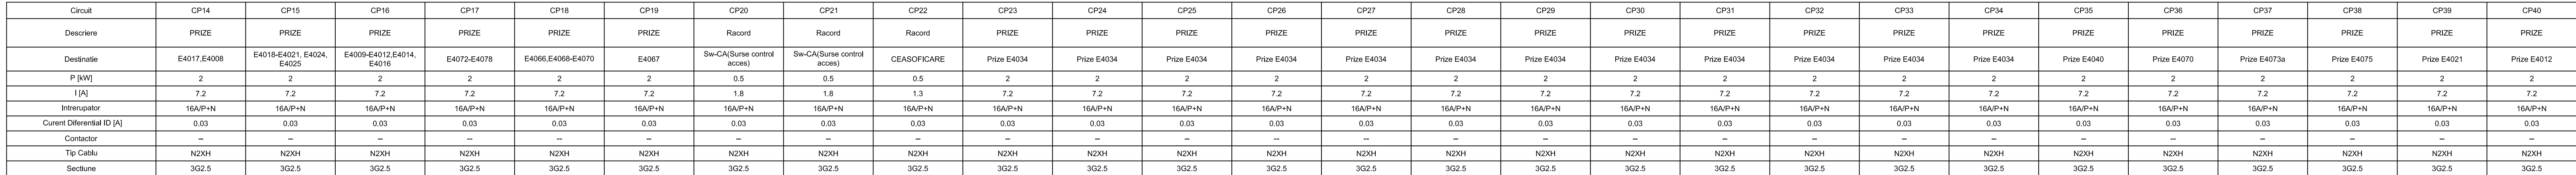 Circuit CP14 CP15 CP16 CP17 CP18 CP19 CP20 CP21 CP22 CP23 CP24 CP25 CP26 CP27 CP28 CP29 CP30 CP31 CP32 CP33 CP34 CP35 CP36 CP37 CP38 CP39 CP40
Descriere PRIZE PRIZE PRIZE PRIZE PRIZE PRIZE Racord Racord Racord PRIZE PRIZE PRIZE PRIZE PRIZE PRIZE PRIZE PRIZE PRIZE PRIZE PRIZE PRIZE PRIZE PRIZE PRIZE PRIZE PRIZE PRIZE
Destinatie E4017,E4008 E4018-E4021, E4024, E4025 E4009-E4012,E4014, E4016 E4072-E4078 E4066,E4068-E4070 E4067 Sw-CA(Surse control acces) Sw-CA(Surse control acces) CEASOFICARE Prize E4034 Prize E4034 Prize E4034 Prize E4034 Prize E4034 Prize E4034 Prize E4034 Prize E4034 Prize E4034 Prize E4034 Prize E4034 Prize E4034 Prize E4040 Prize E4070 Prize E4073a Prize E4075 Prize E4021 Prize E4012
P [kW] 2 2 2 2 2 2 0.5 0.5 0.5 2 2 2 2 2 2 2 2 2 2 2 2 2 2 2 2 2 2
I [A] 7.2 7.2 7.2 7.2 7.2 7.2 1.8 1.8 1.3 7.2 7.2 7.2 7.2 7.2 7.2 7.2 7.2 7.2 7.2 7.2 7.2 7.2 7.2 7.2 7.2 7.2 7.2
Intrerupator 16A/P+N 16A/P+N 16A/P+N 16A/P+N 16A/P+N 16A/P+N 16A/P+N 16A/P+N 16A/P+N 16A/P+N 16A/P+N 16A/P+N 16A/P+N 16A/P+N 16A/P+N 16A/P+N 16A/P+N 16A/P+N 16A/P+N 16A/P+N 16A/P+N 16A/P+N 16A/P+N 16A/P+N 16A/P+N 16A/P+N 16A/P+N
Curent Diferential ID [A] 0.03 0.03 0.03 0.03 0.03 0.03 0.03 0.03 0.03 0.03 0.03 0.03 0.03 0.03 0.03 0.03 0.03 0.03 0.03 0.03 0.03 0.03 0.03 0.03 0.03 0.03 0.03
Contactor -- -- -- -- -- -- -- -- -- -- -- -- -- -- -- -- -- -- -- -- -- -- -- -- -- -- --
Tip Cablu N2XH N2XH N2XH N2XH N2XH N2XH N2XH N2XH N2XH N2XH N2XH N2XH N2XH N2XH N2XH N2XH N2XH N2XH N2XH N2XH N2XH N2XH N2XH N2XH N2XH N2XH N2XH
Sectiune 3G2.5 3G2.5 3G2.5 3G2.5 3G2.5 3G2.5 3G2.5 3G2.5 3G2.5 3G2.5 3G2.5 3G2.5 3G2.5 3G2.5 3G2.5 3G2.5 3G2.5 3G2.5 3G2.5 3G2.5 3G2.5 3G2.5 3G2.5 3G2.5 3G2.5 3G2.5 3G2.5